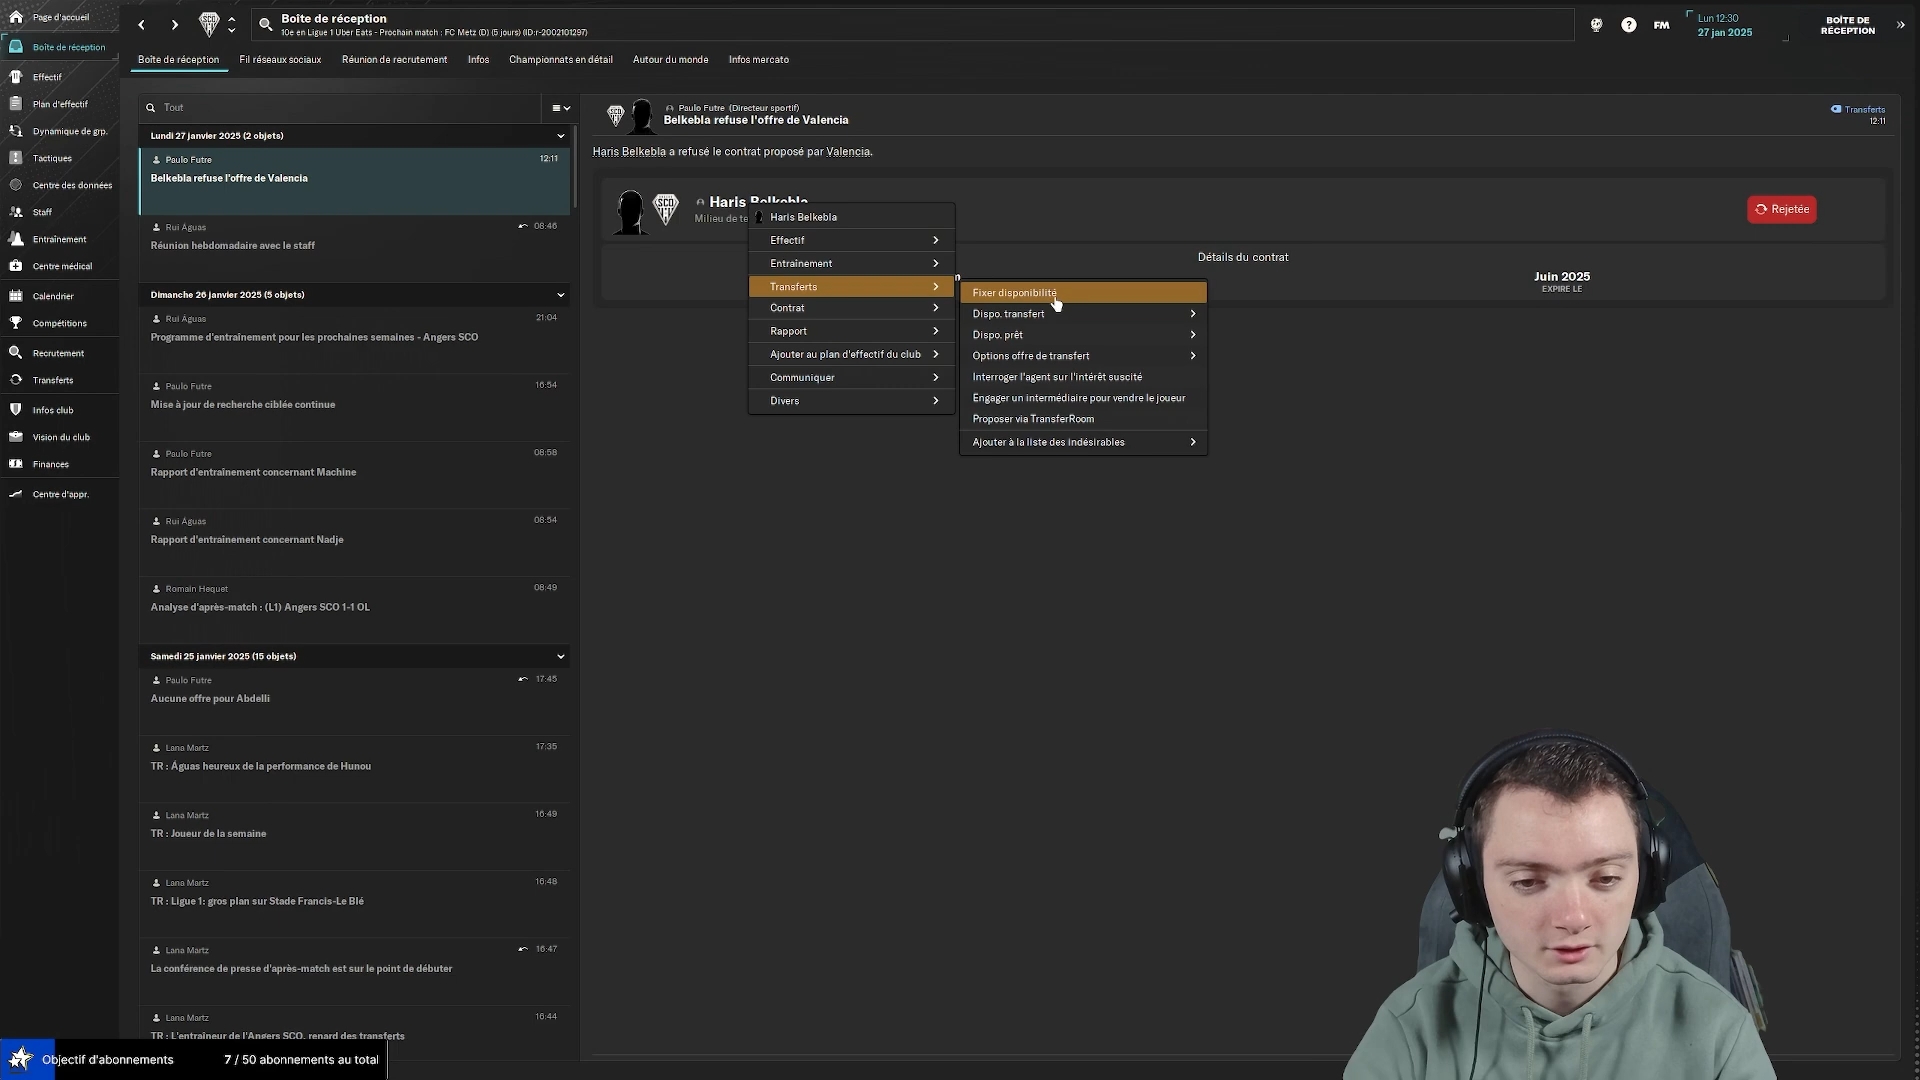 Page d'accueil
Boîte de réception
Effectif
Plan d'effectif
Dynamique de grp.
Tactiques
Centre des données
Staff
Entraînement
Centre médical
Calendrier
Compétitions
Recrutement
Transferts
Infos club
Vision du club
Finances
Centre d'appr.
Boîte de réception
10e en Ligue 1 Uber Eats - Prochain match : FC Metz (D) (5 jours) (ID:r-2002101297)
FM
Lun 12:30
27 jan 2025
BOÎTE DE
RÉCEPTION
Boîte de réception
Fil réseaux sociaux
Réunion de recrutement
Infos
Championnats en détail
Autour du monde
Infos mercato
Tout
Lundi 27 janvier 2025 (2 objets)
Paulo Futre 12:11
Belkebla refuse l'offre de Valencia
Rui Águas 08:46
Réunion hebdomadaire avec le staff
Dimanche 26 janvier 2025 (5 objets)
Rui Águas 21:04
Programme d'entraînement pour les prochaines semaines - Angers SCO
Paulo Futre 16:54
Mise à jour de recherche ciblée continue
Paulo Futre 08:58
Rapport d'entraînement concernant Machine
Rui Águas 08:54
Rapport d'entraînement concernant Nadje
Romain Hequet 08:49
Analyse d'après-match : (L1) Angers SCO 1-1 OL
Samedi 25 janvier 2025 (15 objets)
Paulo Futre 17:45
Aucune offre pour Abdelli
Lana Martz 17:35
TR : Águas heureux de la performance de Hunou
Lana Martz 16:49
TR : Joueur de la semaine
Lana Martz 16:48
TR : Ligue 1: gros plan sur Stade Francis-Le Blé
Lana Martz 16:47
La conférence de presse d'après-match est sur le point de débuter
Lana Martz 16:44
TR : L'entraîneur de l'Angers SCO, renard des transferts
Paulo Futre (Directeur sportif)
Belkebla refuse l'offre de Valencia
Transferts
12:11
Haris Belkebla a refusé le contrat proposé par Valencia.
Haris Belkebla
Milieu de te
Rejetée
Détails du contrat
Juin 2025
EXPIRE LE
Haris Belkebla
Effectif
Entraînement
Transferts
Contrat
Rapport
Ajouter au plan d'effectif du club
Communiquer
Divers
Fixer disponibilité
Dispo. transfert
Dispo. prêt
Options offre de transfert
Interroger l'agent sur l'intérêt suscité
Engager un intermédiaire pour vendre le joueur
Proposer via TransferRoom
Ajouter à la liste des indésirables
Objectif d'abonnements 7 / 50 abonnements au total